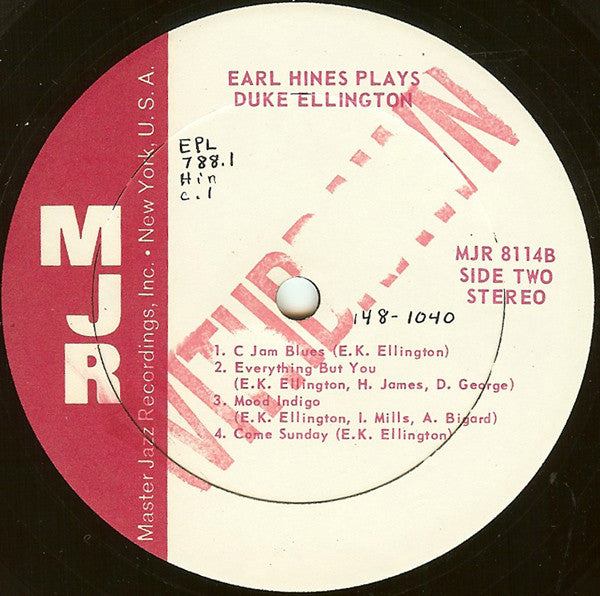 EARL HINES PLAYS
DUKE ELLINGTON
EPL
788.1
Hin
c.1
MJR
Master Jazz Recordings, Inc. • New York, U.S.A.
MJR 8114B
SIDE TWO
STEREO
148-1040
1. C Jam Blues (E.K. Ellington)
2. Everything But You
(E.K. Ellington, H. James, D. George)
3. Mood Indigo
(E.K. Ellington, I. Mills, A. Bigard)
4. Come Sunday (E.K. Ellington)